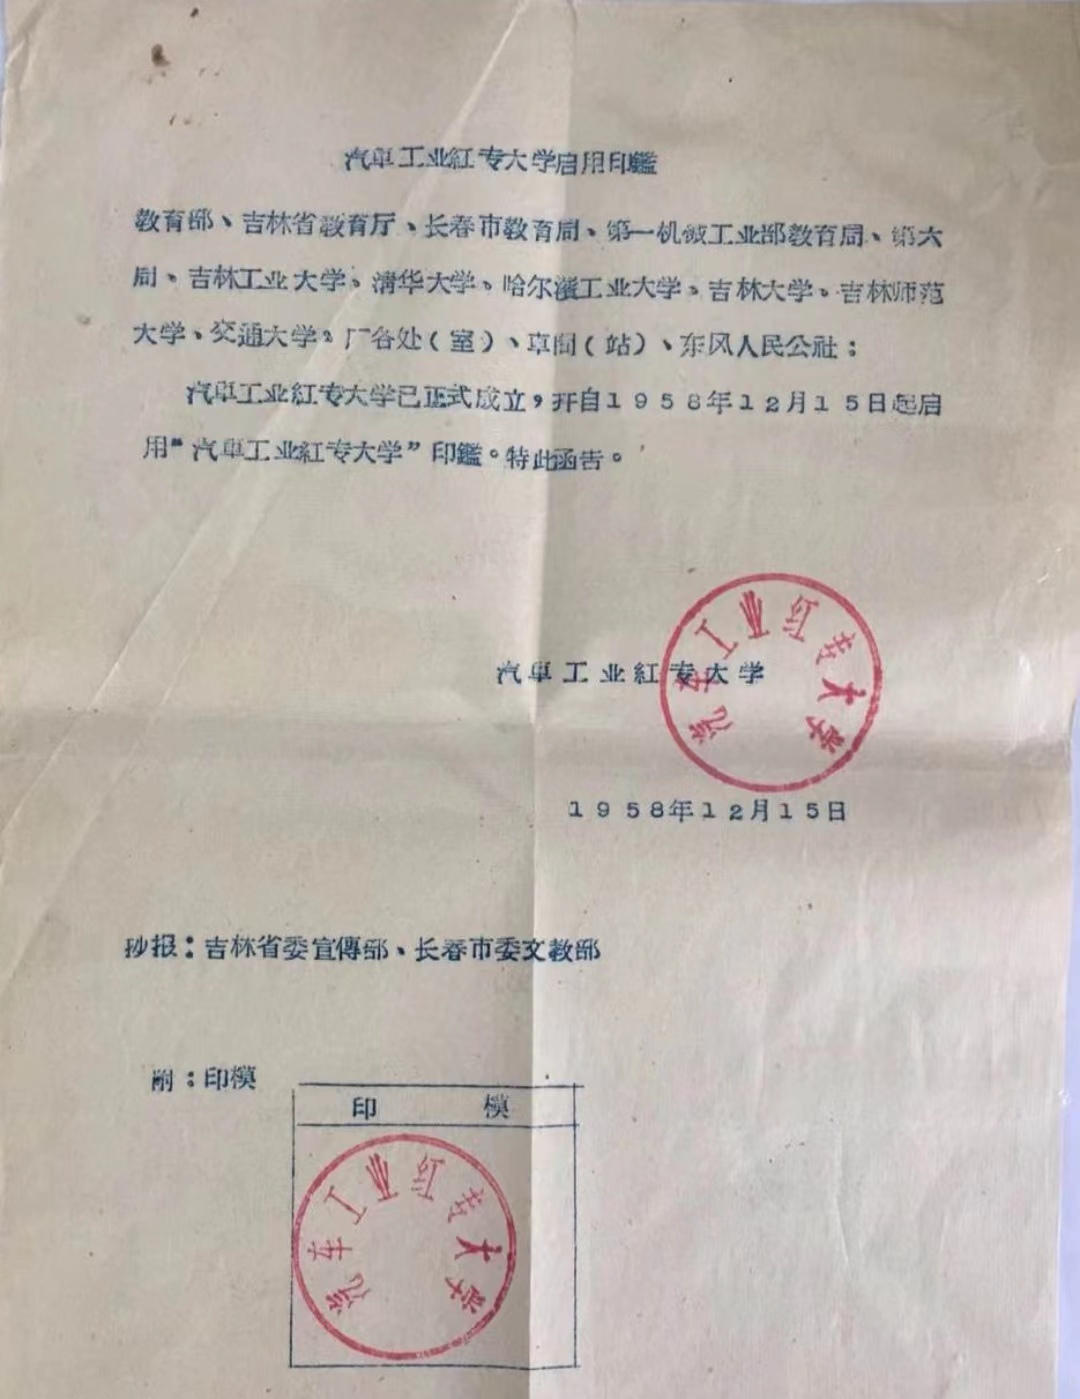 汽車工业紅专大学启用印鑑
教育部、吉林省教育厅、长春市教育局、第一机械工业部教育局、第六
局、吉林工业大学、清华大学、哈尔濱工业大学、吉林大学、吉林师范
大学、交通大学，厂各处（室）、車间（站）、东风人民公社：
汽車工业紅专大学已正式成立，并自1958年12月15日起启
用“汽車工业紅专大学”印鑑。特此函告。
汽車工业紅专大学
汽车工业红专大学
1958年12月15日
抄报：吉林省委宣傳部、长春市委文教部
附：印模
印模
汽车工业红专大学